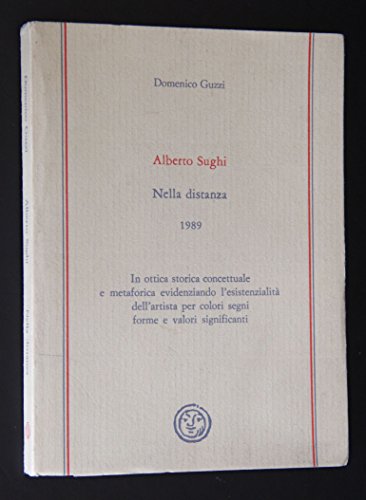 Domenico Guzzi
Alberto Sughi
Nella distanza
1989
In ottica storica concettuale
e metaforica evidenziando l'esistenzialità
dell'artista per colori segni
forme e valori significanti